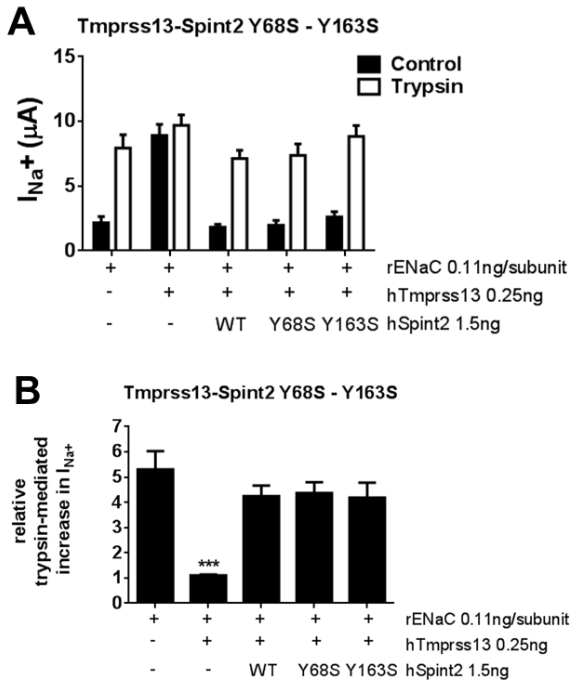 A
Tmprss13-Spint2 Y68S - Y163S
Control
Trypsin
I Na+ (µA)
15
10
5
0
+ + + + + rENaC 0.11ng/subunit
- + + + + hTmprss13 0.25ng
- - WT Y68S Y163S hSpint2 1.5ng
B
Tmprss13-Spint2 Y68S - Y163S
relative
trypsin-mediated
increase in I Na+
7
6
5
4
3
2
1
0
***
+ + + + + rENaC 0.11ng/subunit
- + + + + hTmprss13 0.25ng
- - WT Y68S Y163S hSpint2 1.5ng